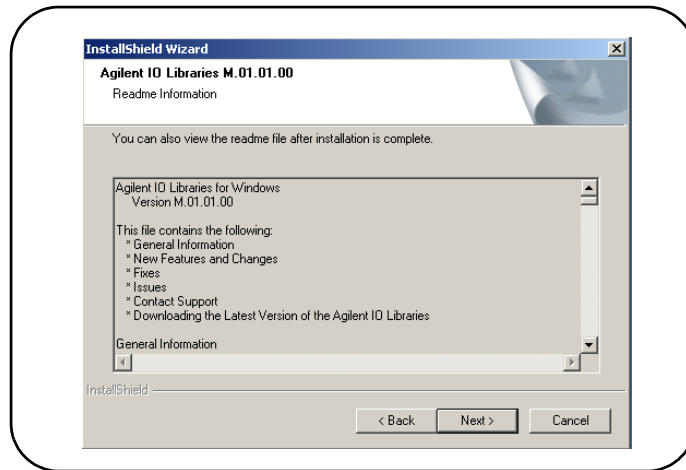 InstallShield Wizard
Agilent IO Libraries M.01.01.00
Readme Information
You can also view the readme file after installation is complete.
Agilent IO Libraries for Windows
Version M.01.01.00
This file contains the following:
* General Information
* New Features and Changes
* Fixes
* Issues
* Contact Support
* Downloading the Latest Version of the Agilent IO Libraries
General Information
InstallShield
< Back Next > Cancel